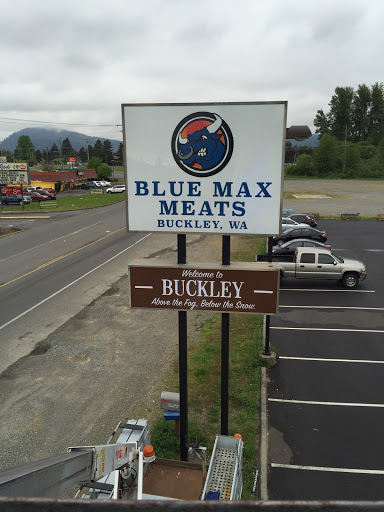 BLUE MAX
MEATS
BUCKLEY, WA
Welcome to
— BUCKLEY —
Above the Fog, Below the Snow.